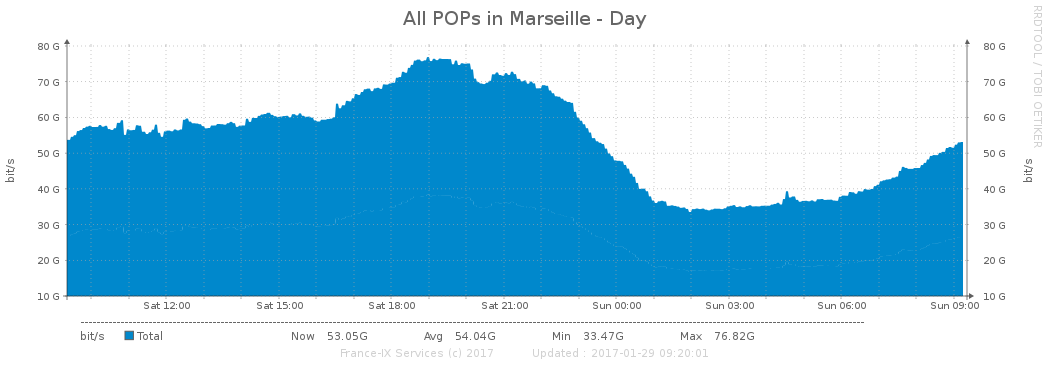 All POPs in Marseille - Day
RRDTOOL / TOBI OETIKER
80 G 80 G
70 G 70 G
60 G 60 G
50 G 50 G
bit/s bit/s
40 G 40 G
30 G 30 G
20 G 20 G
10 G 10 G
Sat 12:00 Sat 15:00 Sat 18:00 Sat 21:00 Sun 00:00 Sun 03:00 Sun 06:00 Sun 09:00
bit/s Total Now 53.05G Avg 54.04G Min 33.47G Max 76.82G
France-IX Services (c) 2017 Updated : 2017-01-29 09:20:01